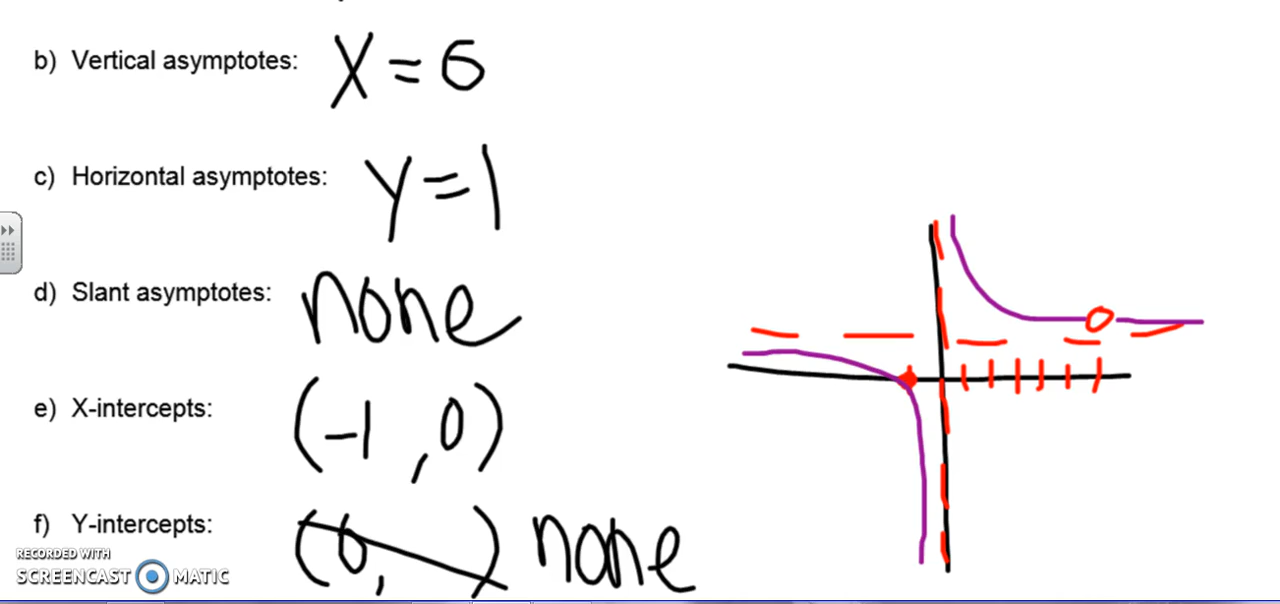 b) Vertical asymptotes: X = 6
c) Horizontal asymptotes: Y = 1
d) Slant asymptotes: none
e) X-intercepts: (-1, 0)
f) Y-intercepts: (0, ) none
RECORDED WITH
SCREENCAST MATIC